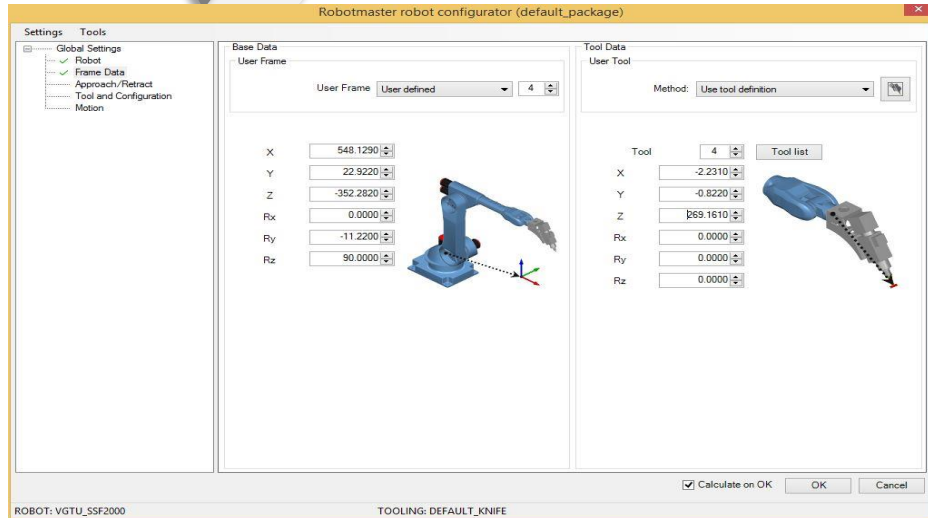 Robotmaster robot configurator (default_package)
Settings Tools
Global Settings
Robot
Frame Data
Approach/Retract
Tool and Configuration
Motion
Base Data
User Frame
User Frame User defined 4
X 548.1290
Y 22.9220
Z -352.2820
Rx 0.0000
Ry -11.2200
Rz 90.0000
Tool Data
User Tool
Method: Use tool definition
Tool 4 Tool list
X -2.2310
Y -0.8220
Z 269.1610
Rx 0.0000
Ry 0.0000
Rz 0.0000
Calculate on OK OK Cancel
ROBOT: VGTU_SSF2000 TOOLING: DEFAULT_KNIFE